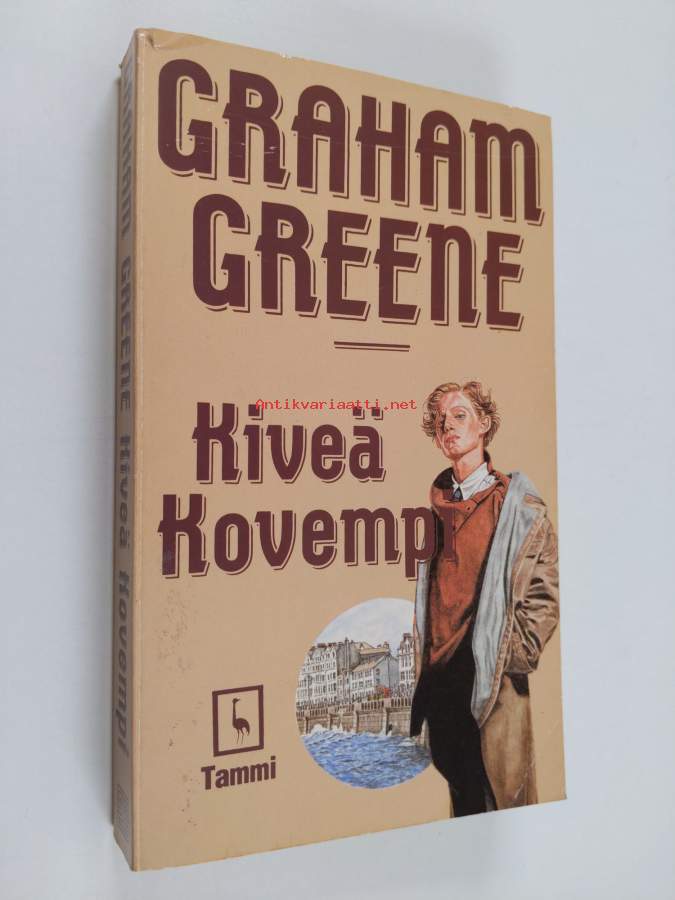 GRAHAM
GREENE
Kiveä
Kovempi
Antikvariaatti.net
Tammi
GRAHAM GREENE Kiveä Kovempi